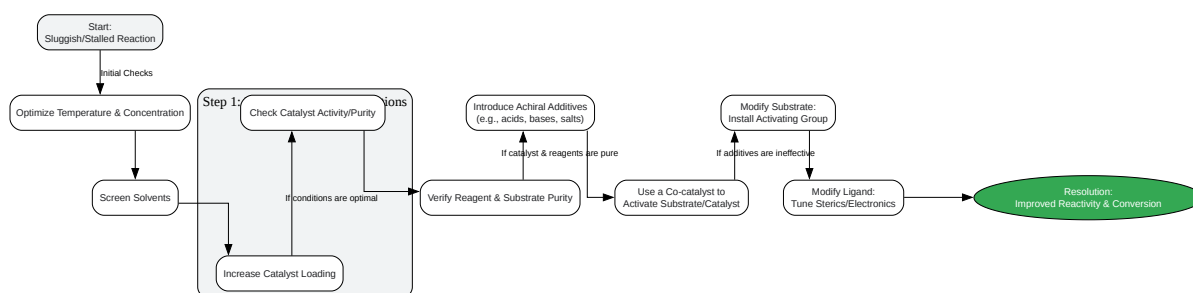 Start:
Sluggish/Stalled Reaction
Initial Checks
Optimize Temperature & Concentration
Screen Solvents
Step 1:
Increase Catalyst Loading
If conditions are optimal
Check Catalyst Activity/Purity
Verify Reagent & Substrate Purity
If catalyst & reagents are pure
Introduce Achiral Additives
(e.g., acids, bases, salts)
Use a Co-catalyst to
Activate Substrate/Catalyst
If additives are ineffective
Modify Substrate:
Install Activating Group
Modify Ligand:
Tune Sterics/Electronics
Resolution:
Improved Reactivity & Conversion